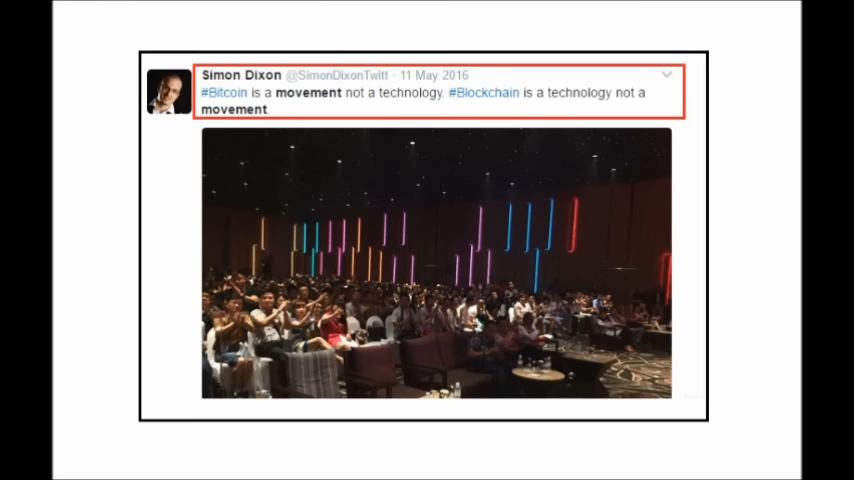 Simon Dixon @SimonDixonTwitt · 11 May 2016
#Bitcoin is a movement not a technology. #Blockchain is a technology not a
movement.